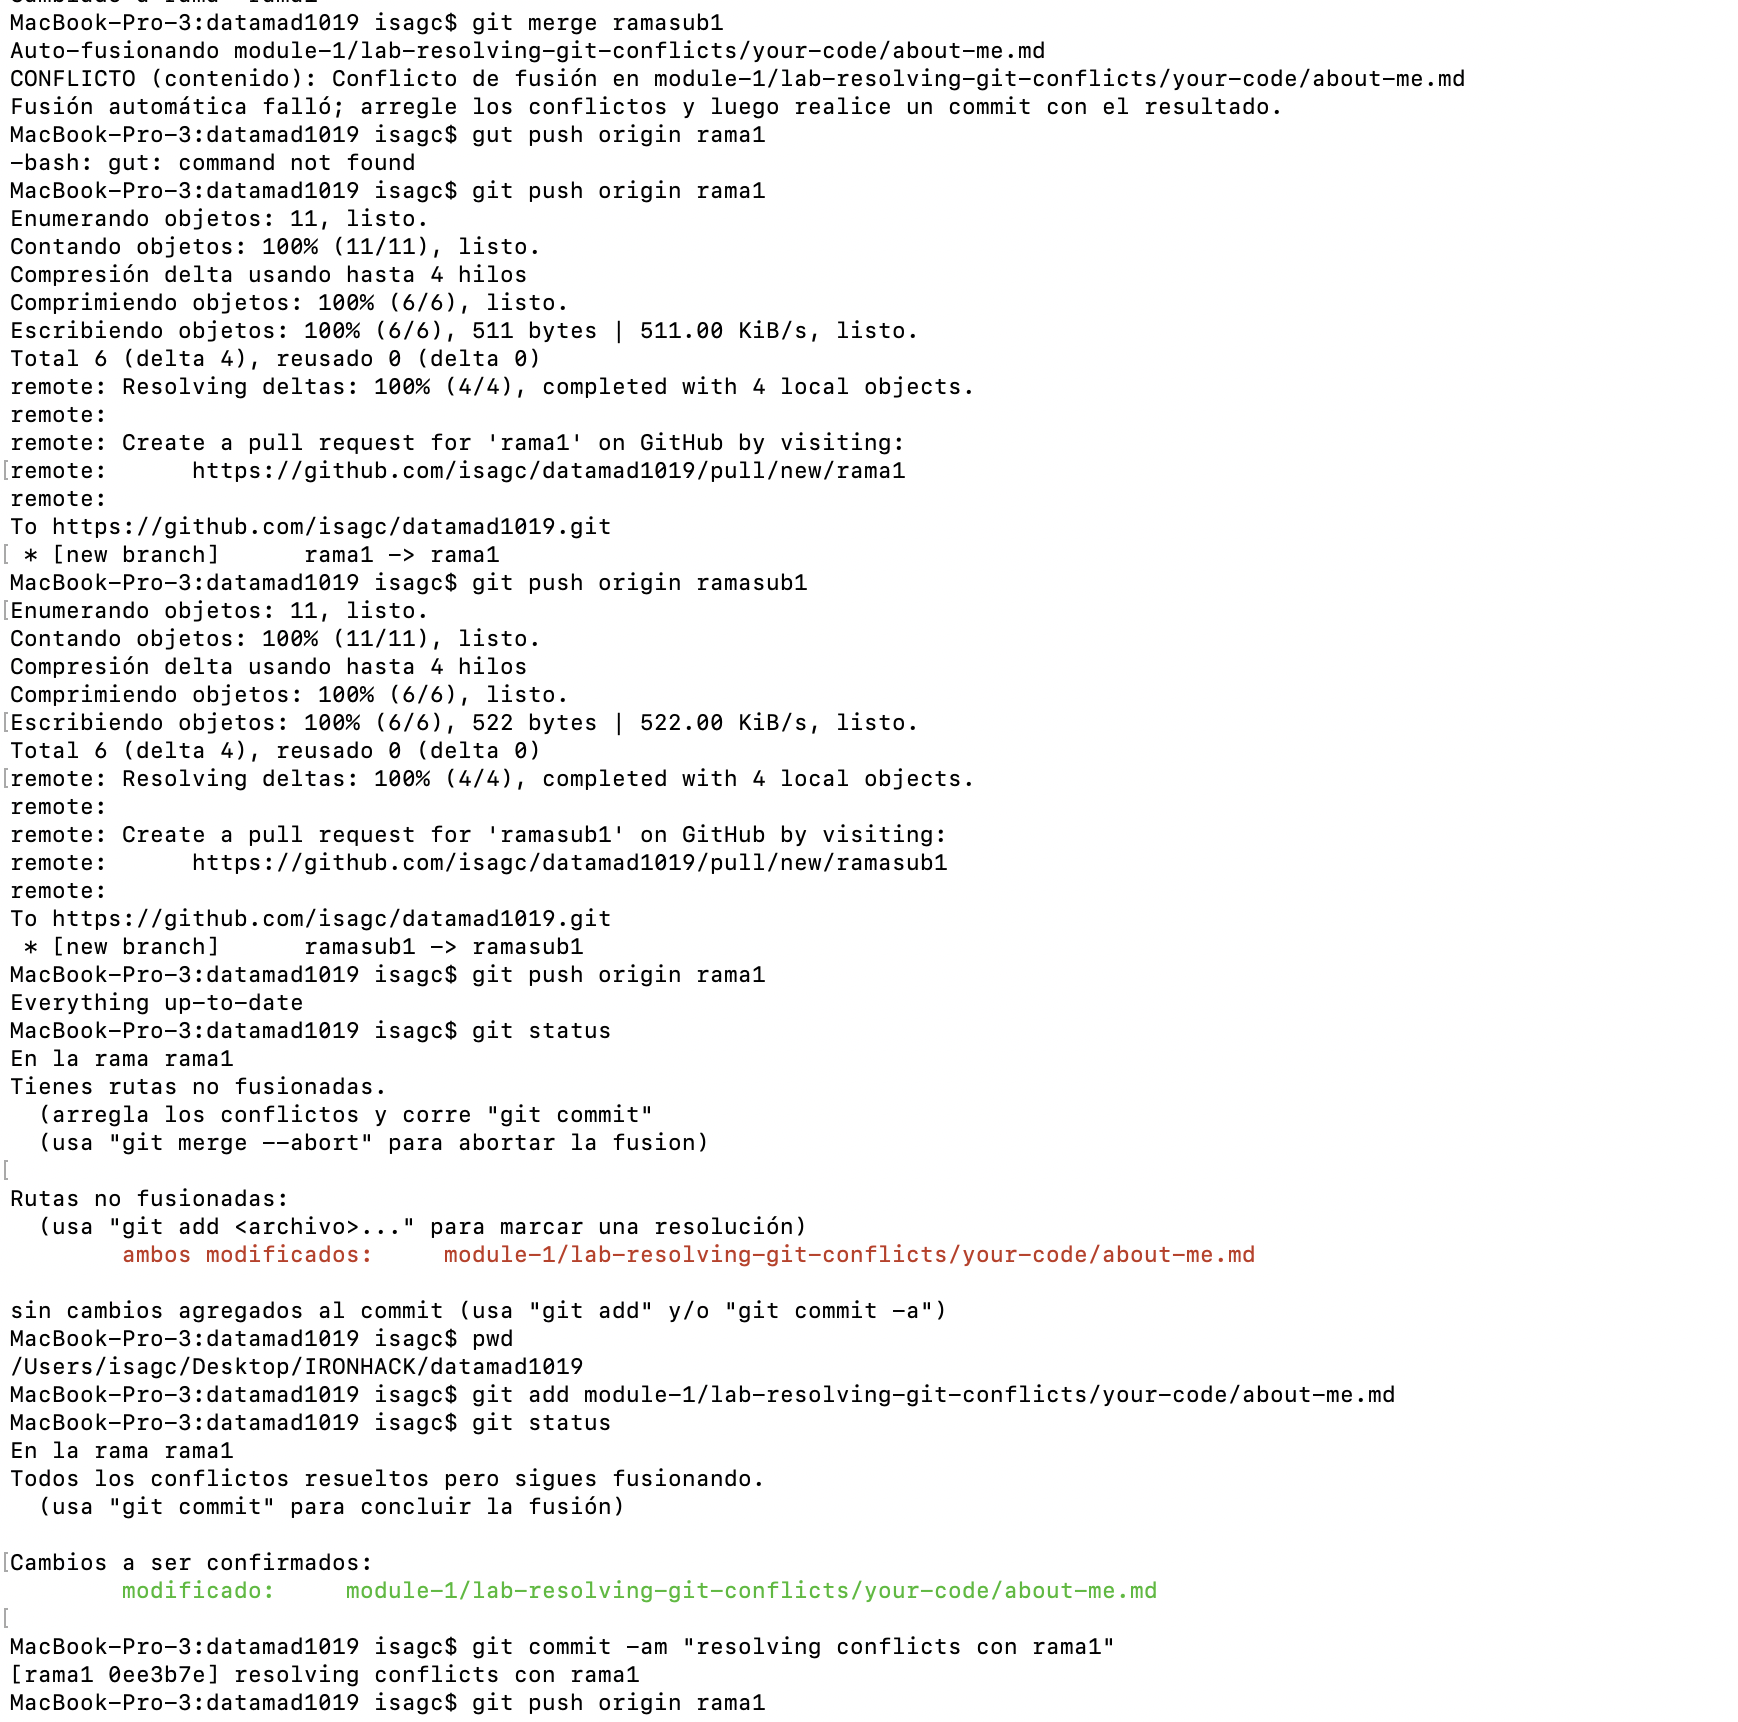 MacBook-Pro-3:datamad1019 isagc$ git merge ramasub1
Auto-fusionando module-1/lab-resolving-git-conflicts/your-code/about-me.md
CONFLICTO (contenido): Conflicto de fusión en module-1/lab-resolving-git-conflicts/your-code/about-me.md
Fusión automática falló; arregle los conflictos y luego realice un commit con el resultado.
MacBook-Pro-3:datamad1019 isagc$ gut push origin rama1
-bash: gut: command not found
MacBook-Pro-3:datamad1019 isagc$ git push origin rama1
Enumerando objetos: 11, listo.
Contando objetos: 100% (11/11), listo.
Compresión delta usando hasta 4 hilos
Comprimiendo objetos: 100% (6/6), listo.
Escribiendo objetos: 100% (6/6), 511 bytes | 511.00 KiB/s, listo.
Total 6 (delta 4), reusado 0 (delta 0)
remote: Resolving deltas: 100% (4/4), completed with 4 local objects.
remote:
remote: Create a pull request for 'rama1' on GitHub by visiting:
[remote:      https://github.com/isagc/datamad1019/pull/new/rama1
remote:
To https://github.com/isagc/datamad1019.git
[ * [new branch]      rama1 -> rama1
MacBook-Pro-3:datamad1019 isagc$ git push origin ramasub1
[Enumerando objetos: 11, listo.
Contando objetos: 100% (11/11), listo.
Compresión delta usando hasta 4 hilos
Comprimiendo objetos: 100% (6/6), listo.
[Escribiendo objetos: 100% (6/6), 522 bytes | 522.00 KiB/s, listo.
Total 6 (delta 4), reusado 0 (delta 0)
[remote: Resolving deltas: 100% (4/4), completed with 4 local objects.
remote:
remote: Create a pull request for 'ramasub1' on GitHub by visiting:
remote:      https://github.com/isagc/datamad1019/pull/new/ramasub1
remote:
To https://github.com/isagc/datamad1019.git
 * [new branch]      ramasub1 -> ramasub1
MacBook-Pro-3:datamad1019 isagc$ git push origin rama1
Everything up-to-date
MacBook-Pro-3:datamad1019 isagc$ git status
En la rama rama1
Tienes rutas no fusionadas.
  (arregla los conflictos y corre "git commit"
  (usa "git merge --abort" para abortar la fusion)
[
Rutas no fusionadas:
  (usa "git add <archivo>..." para marcar una resolución)
        ambos modificados:     module-1/lab-resolving-git-conflicts/your-code/about-me.md
sin cambios agregados al commit (usa "git add" y/o "git commit -a")
MacBook-Pro-3:datamad1019 isagc$ pwd
/Users/isagc/Desktop/IRONHACK/datamad1019
MacBook-Pro-3:datamad1019 isagc$ git add module-1/lab-resolving-git-conflicts/your-code/about-me.md
MacBook-Pro-3:datamad1019 isagc$ git status
En la rama rama1
Todos los conflictos resueltos pero sigues fusionando.
  (usa "git commit" para concluir la fusión)
[Cambios a ser confirmados:
        modificado:     module-1/lab-resolving-git-conflicts/your-code/about-me.md
[
MacBook-Pro-3:datamad1019 isagc$ git commit -am "resolving conflicts con rama1"
[rama1 0ee3b7e] resolving conflicts con rama1
MacBook-Pro-3:datamad1019 isagc$ git push origin rama1